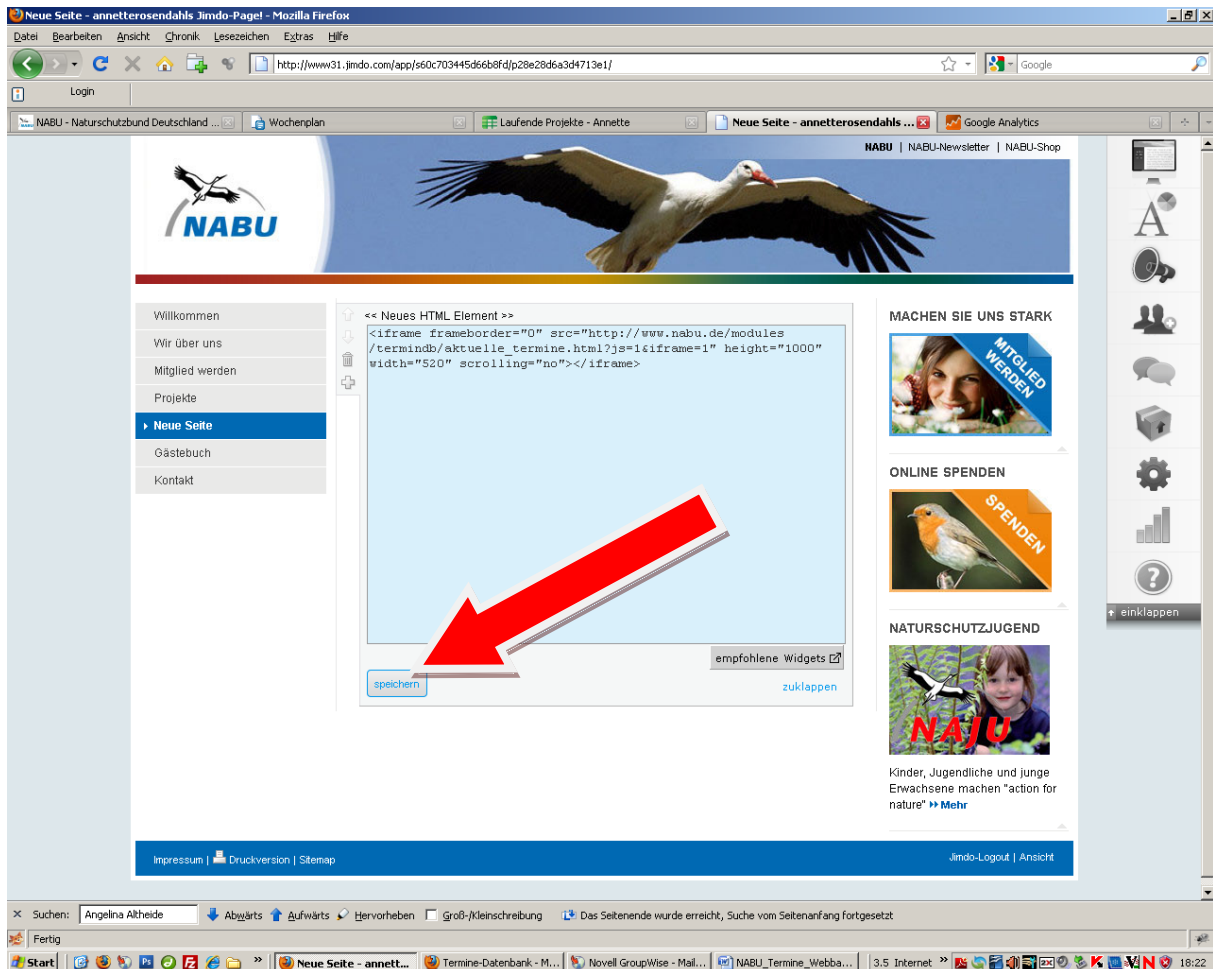 Neue Seite - annetterosendahls Jimdo-Page! - Mozilla Firefox
Datei Bearbeiten Ansicht Chronik Lesezeichen Extras Hilfe
http://www31.jimdo.com/app/s60c703445d66b8fd/p28e28d6a3d4713e1/
Google
Login
NABU - Naturschutzbund Deutschland ...
Wochenplan
Laufende Projekte - Annette
Neue Seite - annetterosendahls ...
Google Analytics
NABU | NABU-Newsletter | NABU-Shop
NABU
Willkommen
Wir über uns
Mitglied werden
Projekte
Neue Seite
Gästebuch
Kontakt
<< Neues HTML Element >>
<iframe frameborder="0" src="http://www.nabu.de/modules
/termindb/aktuelle_termine.html?js=1&iframe=1" height="1000"
width="520" scrolling="no"></iframe>
empfohlene Widgets
speichern
zuklappen
MACHEN SIE UNS STARK
MITGLIED
WERDEN
ONLINE SPENDEN
SPENDEN
NATURSCHUTZJUGEND
NAJU
Kinder, Jugendliche und junge
Erwachsene machen "action for
nature" Mehr
einklappen
Impressum | Druckversion | Sitemap
Jimdo-Logout | Ansicht
Suchen: Angelina Altheide Abwärts Aufwärts Hervorheben Groß-/Kleinschreibung Das Seitenende wurde erreicht, Suche vom Seitenanfang fortgesetzt
Fertig
Start
Neue Seite - annett...
Termine-Datenbank - M...
Novell GroupWise - Mail...
NABU_Termine_Webba...
3.5 Internet
18:22